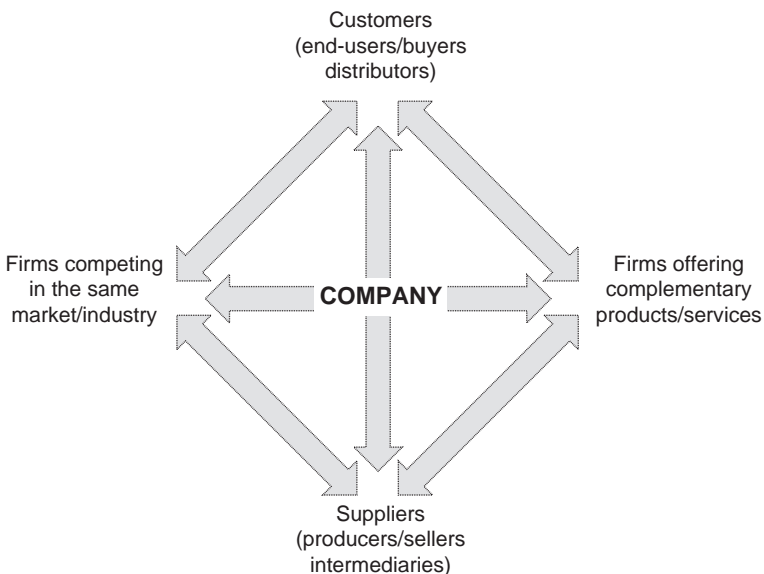 Customers
(end-users/buyers
distributors)
Firms competing
in the same
market/industry
COMPANY
Firms offering
complementary
products/services
Suppliers
(producers/sellers
intermediaries)